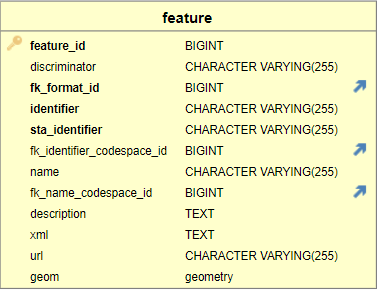 feature
feature_id BIGINT
discriminator CHARACTER VARYING(255)
fk_format_id BIGINT
identifier CHARACTER VARYING(255)
sta_identifier CHARACTER VARYING(255)
fk_identifier_codespace_id BIGINT
name CHARACTER VARYING(255)
fk_name_codespace_id BIGINT
description TEXT
xml TEXT
url CHARACTER VARYING(255)
geom geometry